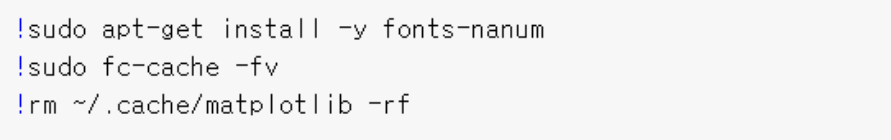 !sudo apt-get install -y fonts-nanum
!sudo fc-cache -fv
!rm ~/.cache/matplotlib -rf